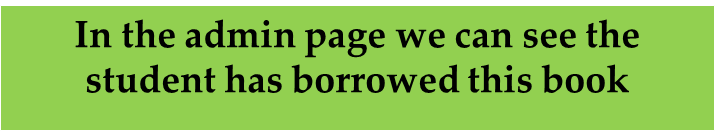 In the admin page we can see the
student has borrowed this book